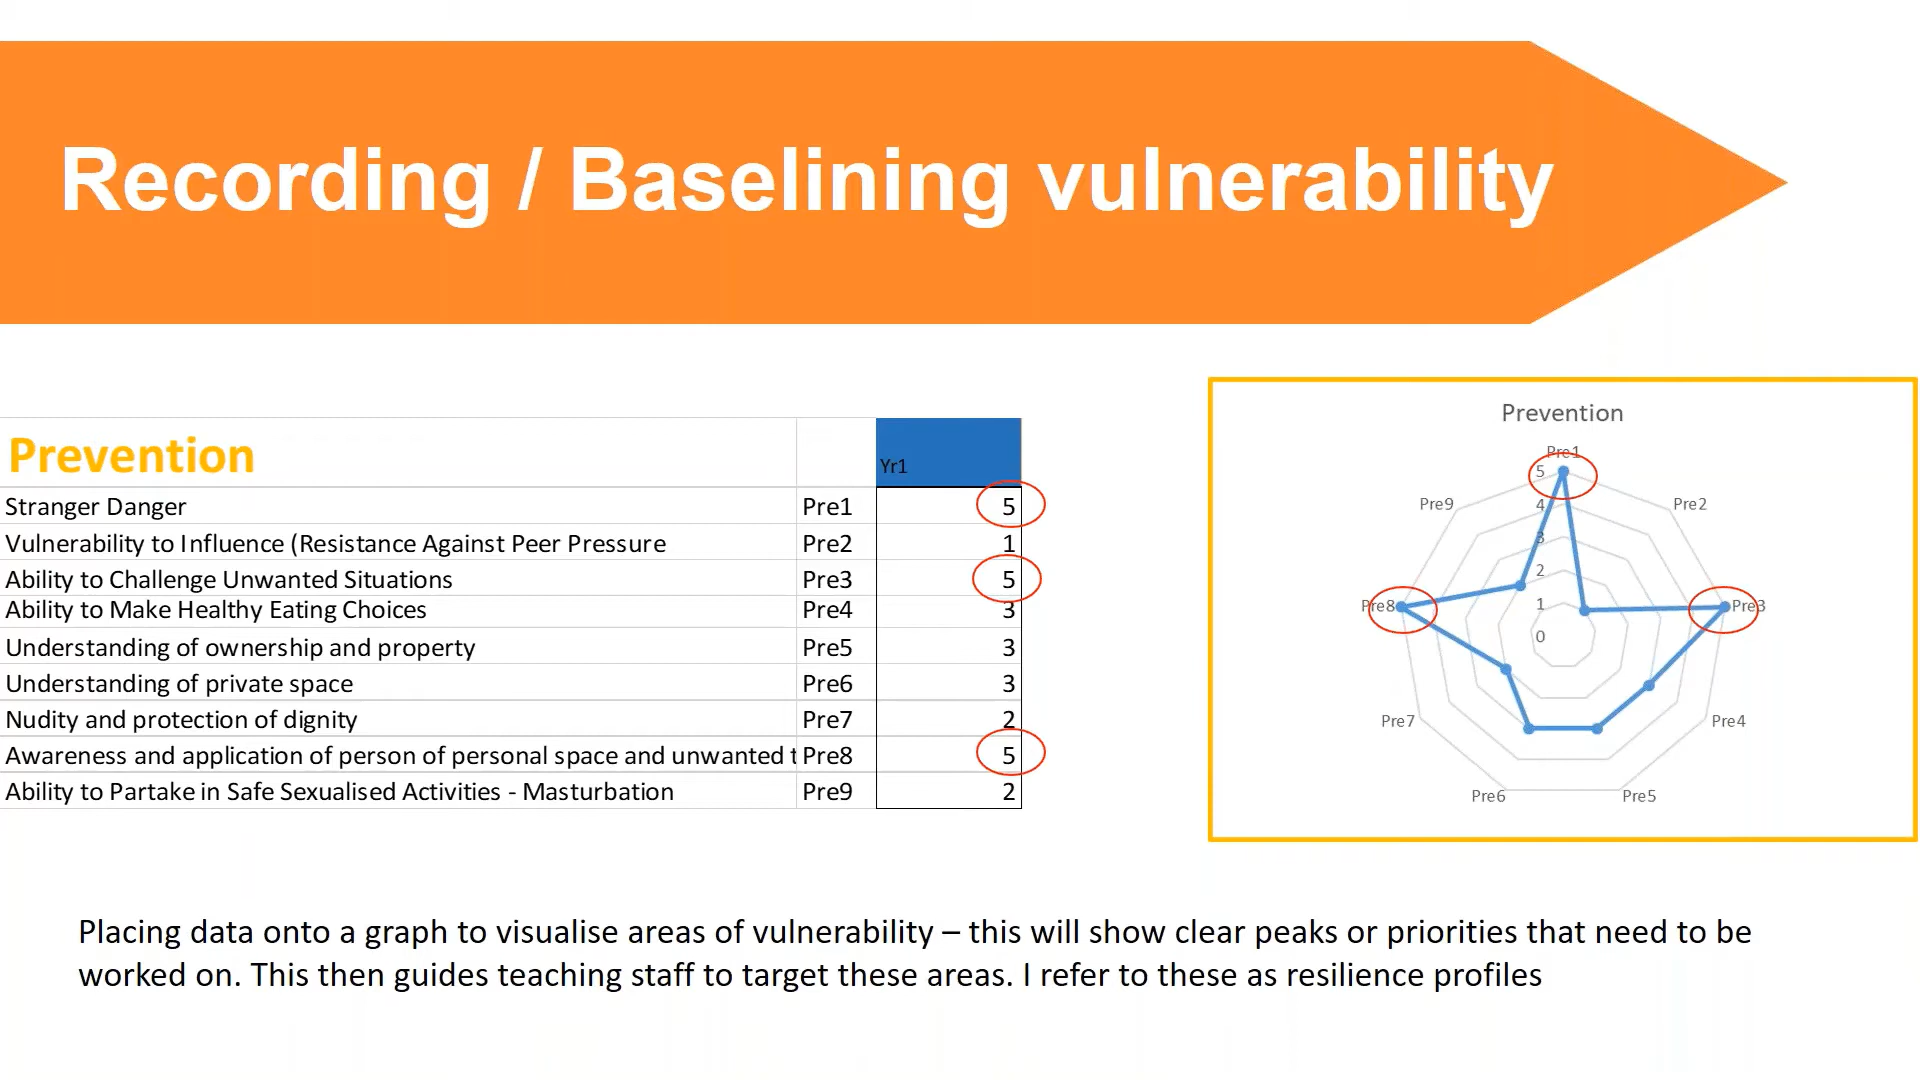 Recording / Baselining vulnerability
Prevention
Yr1
Stranger Danger Pre1 5
Vulnerability to Influence (Resistance Against Peer Pressure Pre2 1
Ability to Challenge Unwanted Situations Pre3 5
Ability to Make Healthy Eating Choices Pre4 3
Understanding of ownership and property Pre5 3
Understanding of private space Pre6 3
Nudity and protection of dignity Pre7 2
Awareness and application of person of personal space and unwanted t Pre8 5
Ability to Partake in Safe Sexualised Activities - Masturbation Pre9 2
Prevention
Pre1
5
Pre9 4 Pre2
3
2
Pre8 1 Pre3
0
Pre7 Pre4
Pre6 Pre5
Placing data onto a graph to visualise areas of vulnerability – this will show clear peaks or priorities that need to be
worked on. This then guides teaching staff to target these areas. I refer to these as resilience profiles